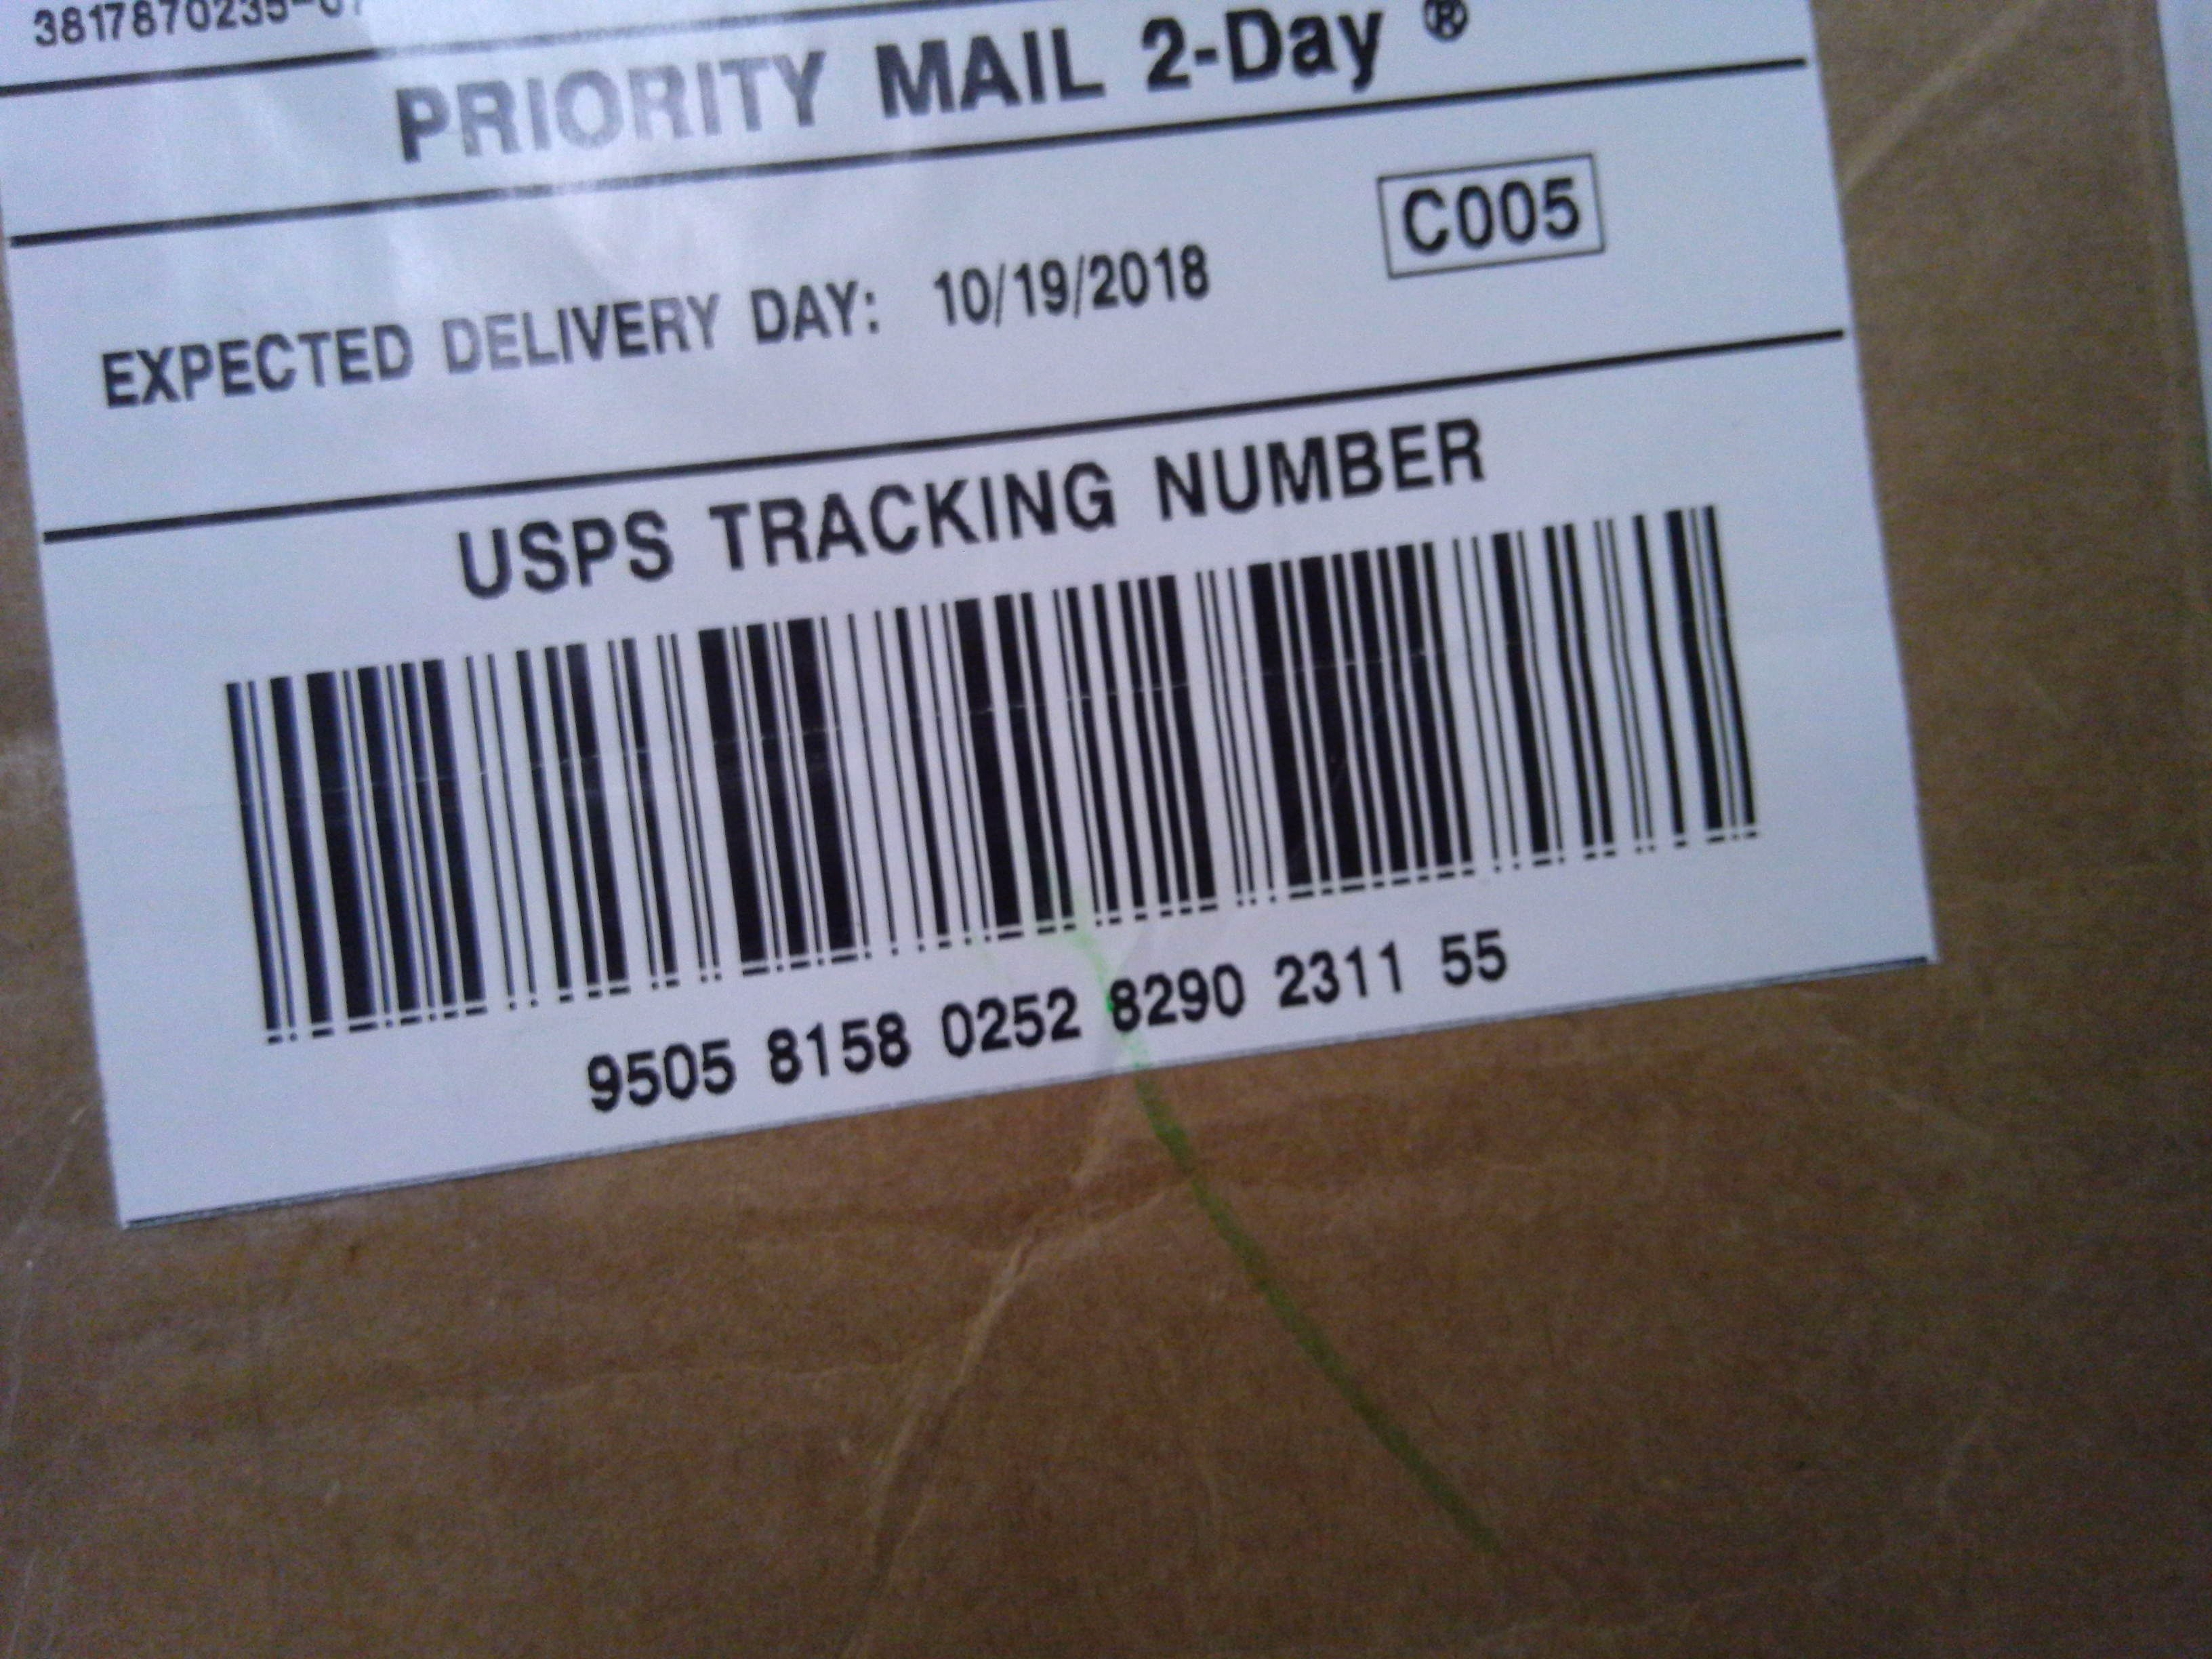 PRIORITY MAIL 2-Day ®
C005
EXPECTED DELIVERY DAY: 10/19/2018
USPS TRACKING NUMBER
9505 8158 0252 8290 2311 55